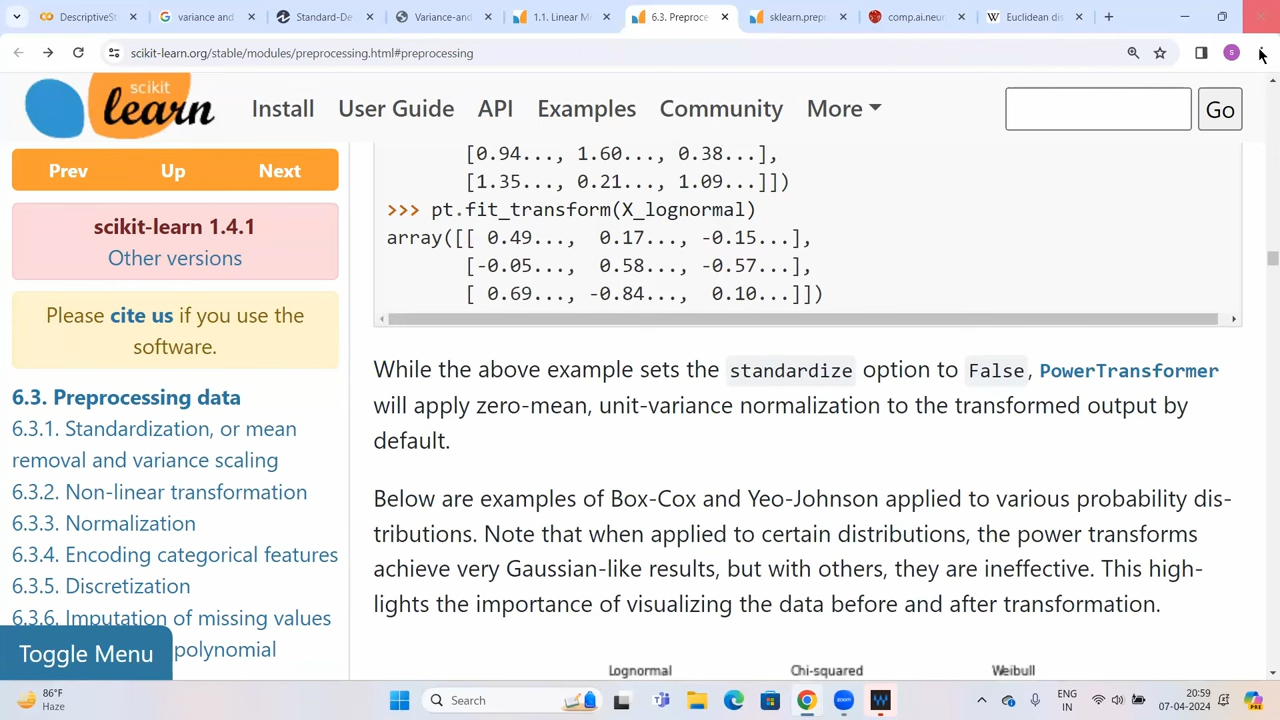 DescriptiveSt
variance and
Standard-De
Variance-and
1.1. Linear M
6.3. Preproce
sklearn.prep
comp.ai.neur
Euclidean dis
scikit-learn.org/stable/modules/preprocessing.html#preprocessing
S
scikit
learn
Install User Guide API Examples Community More
Go
Prev Up Next
scikit-learn 1.4.1
Other versions
Please cite us if you use the
software.
6.3. Preprocessing data
6.3.1. Standardization, or mean
removal and variance scaling
6.3.2. Non-linear transformation
6.3.3. Normalization
6.3.4. Encoding categorical features
6.3.5. Discretization
6.3.6. Imputation of missing values
polynomial
Toggle Menu
[0.94..., 1.60..., 0.38...],
[1.35..., 0.21..., 1.09...]])
>>> pt.fit_transform(X_lognormal)
array([[ 0.49..., 0.17..., -0.15...],
[-0.05..., 0.58..., -0.57...],
[ 0.69..., -0.84..., 0.10...]])
While the above example sets the standardize option to False, PowerTransformer
will apply zero-mean, unit-variance normalization to the transformed output by
default.
Below are examples of Box-Cox and Yeo-Johnson applied to various probability dis-
tributions. Note that when applied to certain distributions, the power transforms
achieve very Gaussian-like results, but with others, they are ineffective. This high-
lights the importance of visualizing the data before and after transformation.
Lognormal Chi-squared Weibull
86°F
Haze
Search
zoom
W
ENG
IN
20:59
07-04-2024
PRE